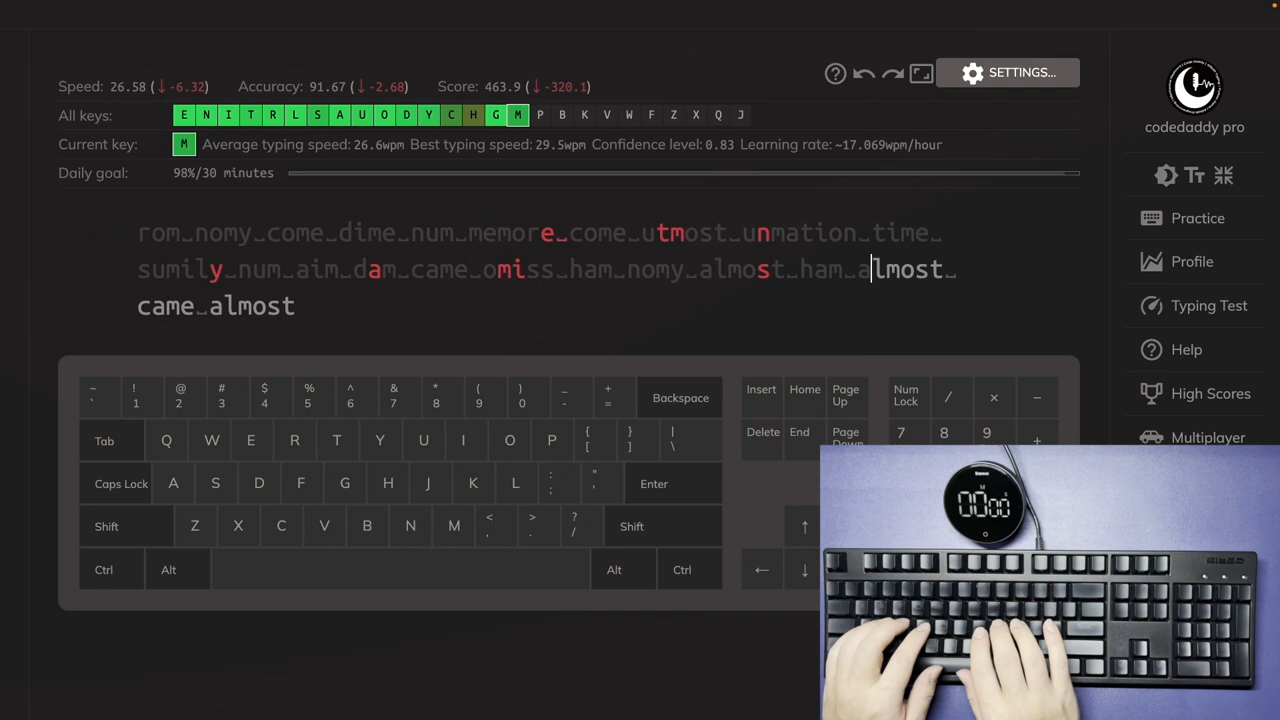 Speed: 26.58 (↓-6.32) Accuracy: 91.67 (↓-2.68) Score: 463.9 (↓-320.1)
SETTINGS...
All keys: E N I T R L S A U O D Y C H G M P B K V W F Z X Q J
codedaddy pro
Current key: M Average typing speed: 26.6wpm Best typing speed: 29.5wpm Confidence level: 0.83 Learning rate: ~17.069wpm/hour
Daily goal: 98%/30 minutes
TT
Practice
Profile
Typing Test
Help
High Scores
Multiplayer
rom␣nomy␣come␣dime␣num␣memore␣come␣utmost␣unmation␣time␣
sumily␣num␣aim␣dam␣came␣omiss␣ham␣nomy␣almost␣ham␣almost␣
came␣almost
~ ! @ # $ % ^ & * ( ) _ +
` 1 2 3 4 5 6 7 8 9 0 - = Backspace
Tab Q W E R T Y U I O P { [ } ] | \
Caps Lock A S D F G H J K L : ; " ' Enter
Shift Z X C V B N M < , > . ? / Shift
Ctrl Alt Alt Ctrl
Insert Home Page Up
Delete End Page Down
↑
← ↓
Num Lock / × −
7 8 9 +
baseus
M S
00 00